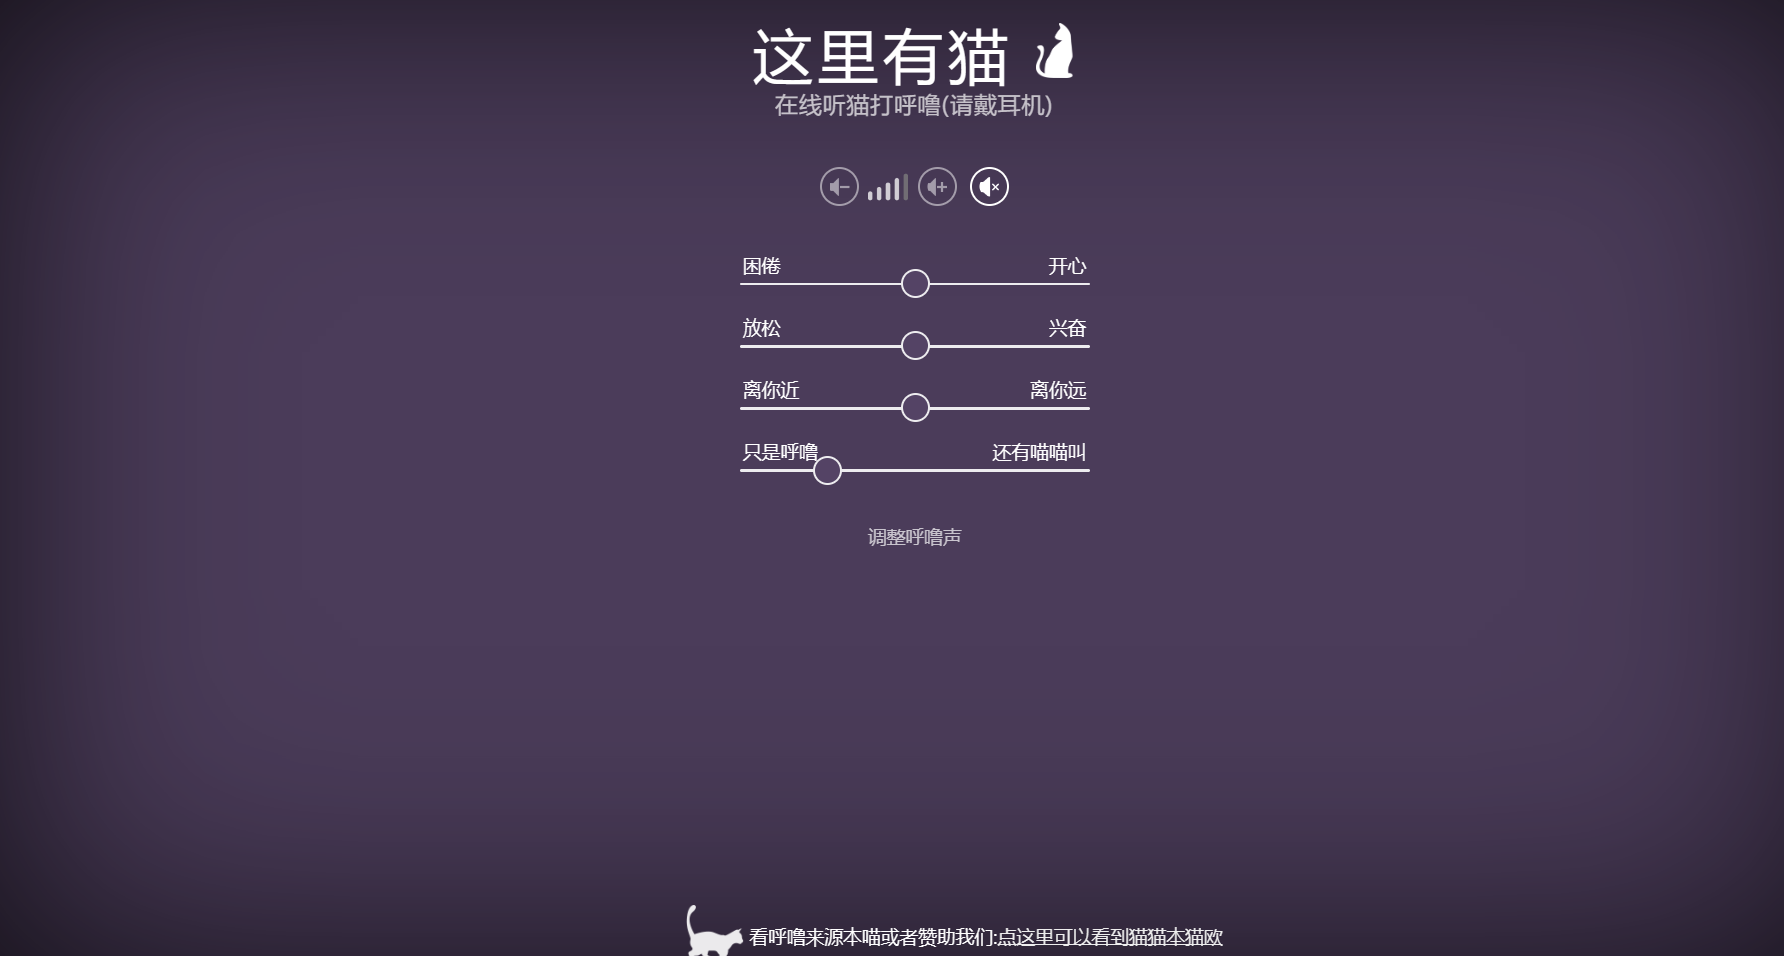 这里有猫
在线听猫打呼噜(请戴耳机)
困倦 开心
放松 兴奋
离你近 离你远
只是呼噜 还有喵喵叫
调整呼噜声
看呼噜来源本喵或者赞助我们:点这里可以看到猫猫本猫欧